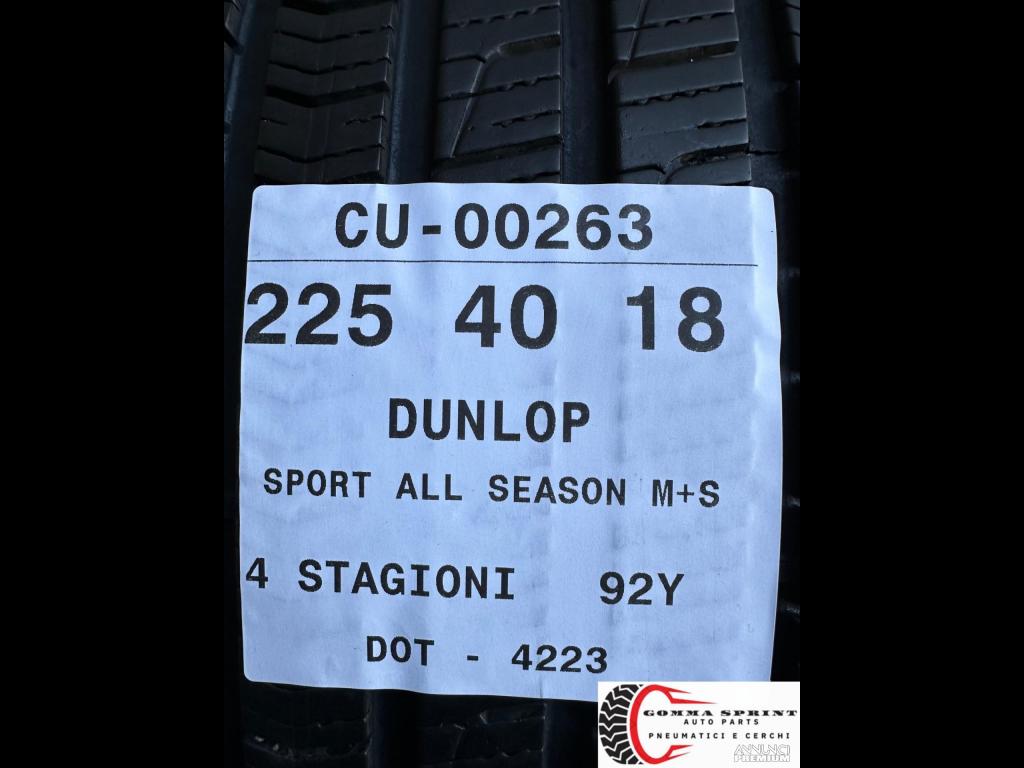 CU-00263
225 40 18
DUNLOP
SPORT ALL SEASON M+S
4 STAGIONI 92Y
DOT - 4223
GOMMA SPRINT
AUTO PARTS
PNEUMATICI E CERCHI
ANNUNCI
PREMIUM